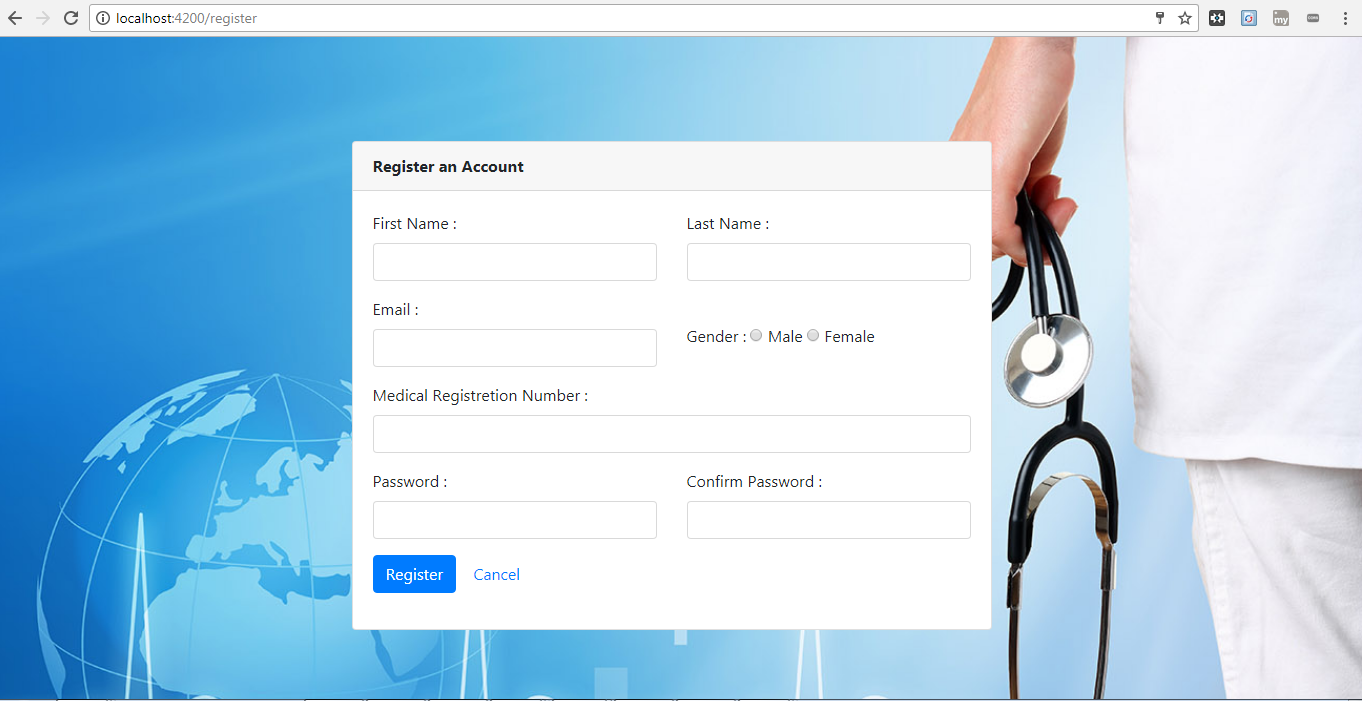 localhost:4200/register
my
Register an Account
First Name :
Last Name :
Email :
Gender : Male Female
Medical Registretion Number :
Password :
Confirm Password :
Register
Cancel